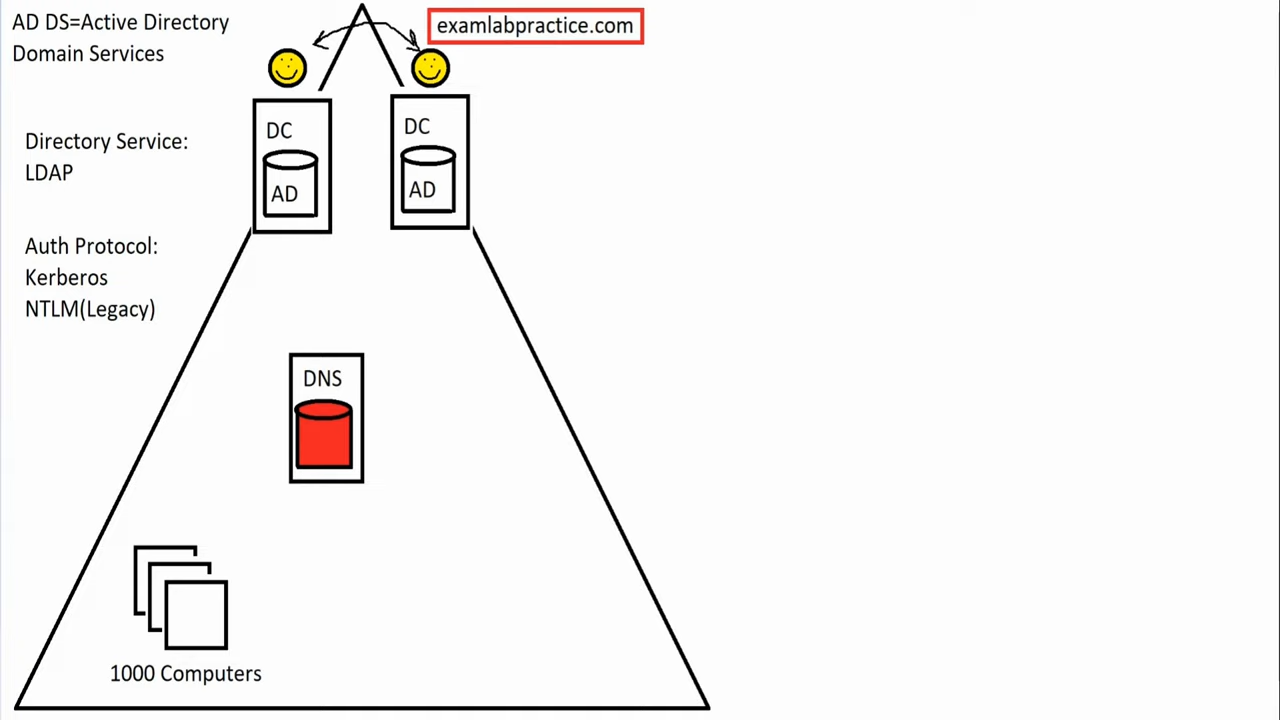 AD DS=Active Directory
Domain Services
examlabpractice.com
Directory Service:
LDAP
DC
AD
DC
AD
Auth Protocol:
Kerberos
NTLM(Legacy)
DNS
1000 Computers